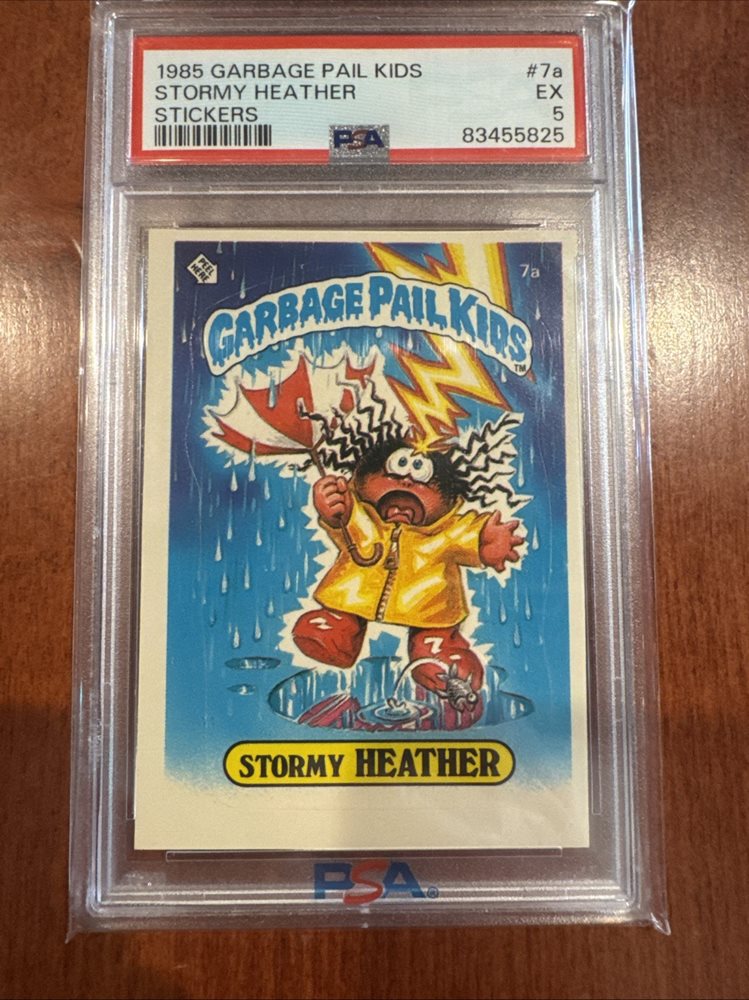 1985 GARBAGE PAIL KIDS #7a
STORMY HEATHER EX
STICKERS 5
PSA 83455825
PEEL HERE
7a
GARBAGE PAIL KIDS
TM
STORMY HEATHER
PSA®